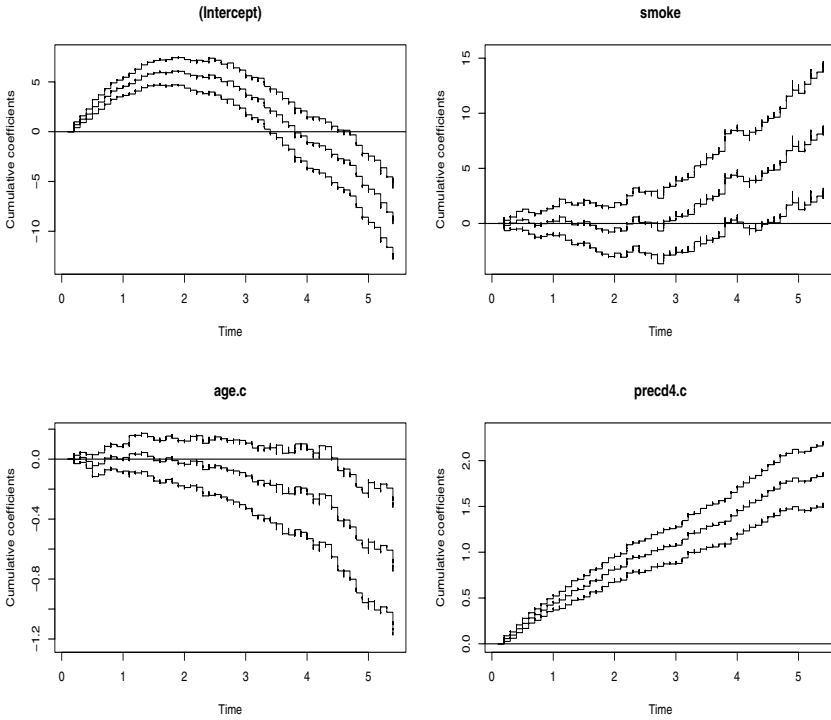 (Intercept)
Cumulative coefficients
5
0
−5
−10
0 1 2 3 4 5
Time
smoke
Cumulative coefficients
15
10
5
0
0 1 2 3 4 5
Time
age.c
Cumulative coefficients
0.0
−0.4
−0.8
−1.2
0 1 2 3 4 5
Time
precd4.c
Cumulative coefficients
2.0
1.5
1.0
0.5
0.0
0 1 2 3 4 5
Time